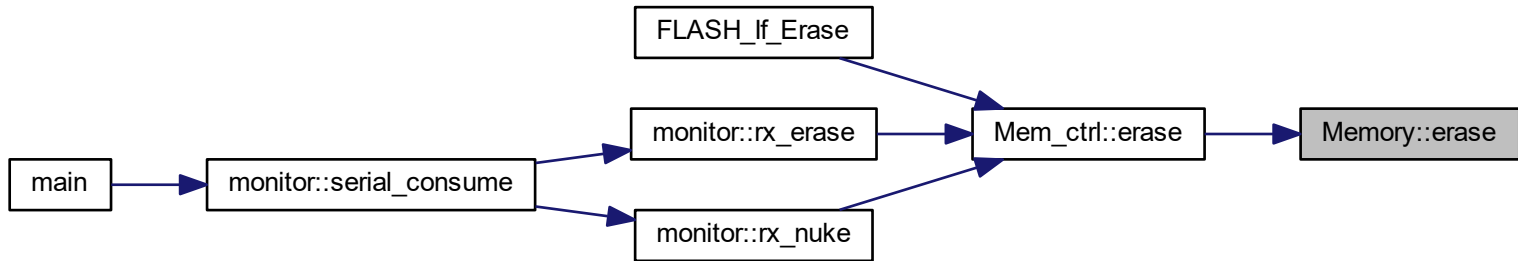 FLASH_If_Erase
monitor::rx_erase
Mem_ctrl::erase
Memory::erase
main
monitor::serial_consume
monitor::rx_nuke